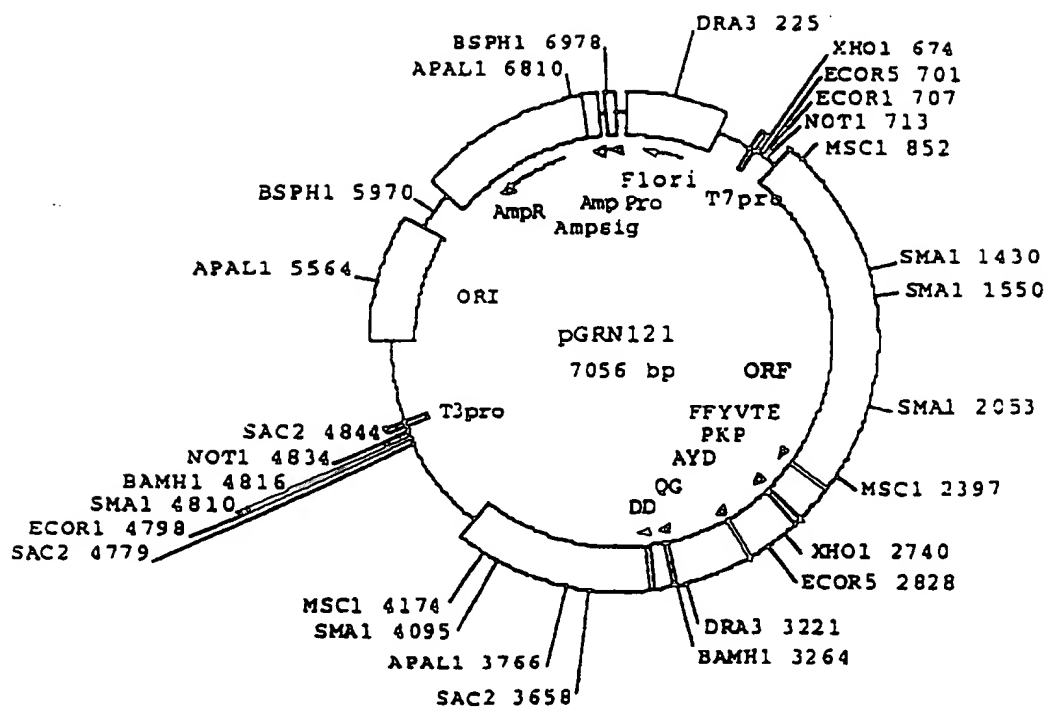 DRA3 225
BSPH1 6978
APAL1 6810
XHO1 674
ECOR5 701
ECOR1 707
NOT1 713
MSC1 852
BSPH1 5970
AmpR
Amp Pro
Ampsig
Flori
T7pro
APAL1 5564
ORI
SMA1 1430
SMA1 1550
pGRN121
7056 bp
ORF
FFYVTE
PKP
AYD
QG
DD
SMA1 2053
T3pro
SAC2 4844
NOT1 4834
BAMH1 4816
SMA1 4810
ECOR1 4798
SAC2 4779
MSC1 2397
XHO1 2740
ECOR5 2828
MSC1 4174
SMA1 4095
APAL1 3766
SAC2 3658
DRA3 3221
BAMH1 3264